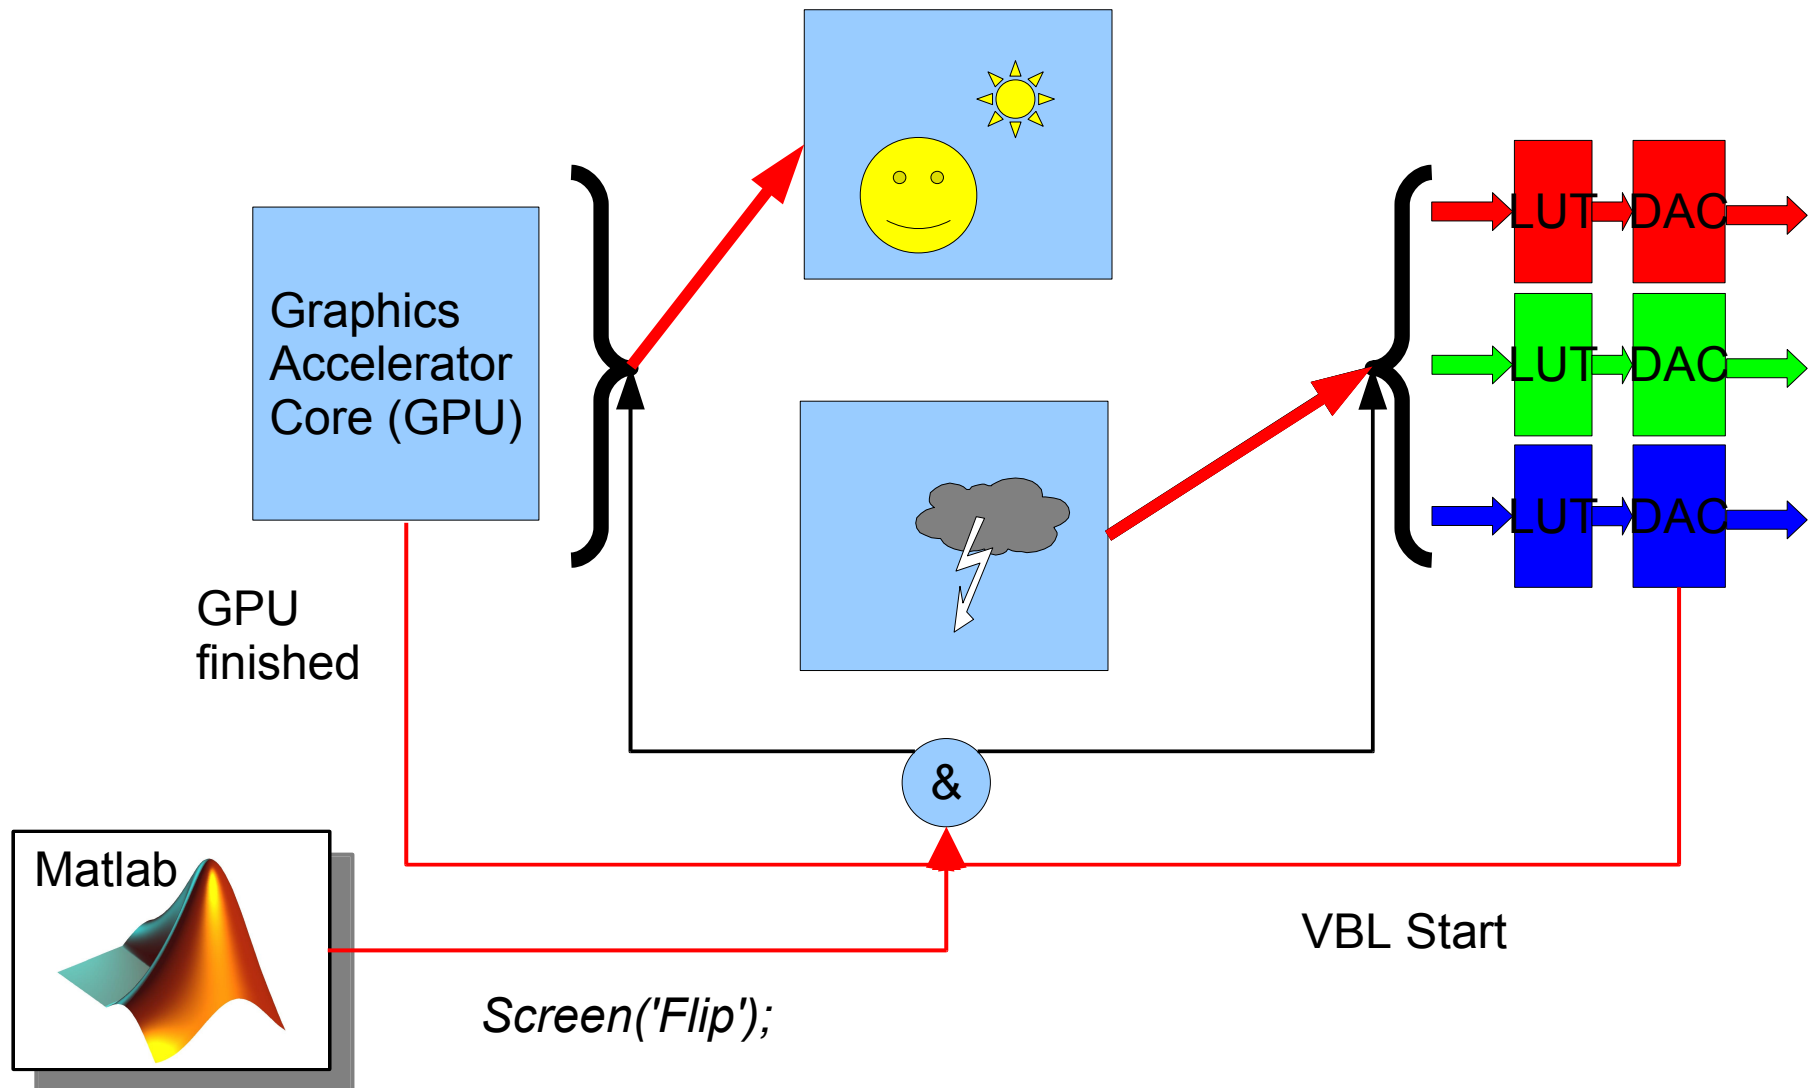 Graphics
Accelerator
Core (GPU)
LUT DAC
LUT DAC
LUT DAC
GPU
finished
&
Matlab
VBL Start
Screen('Flip');